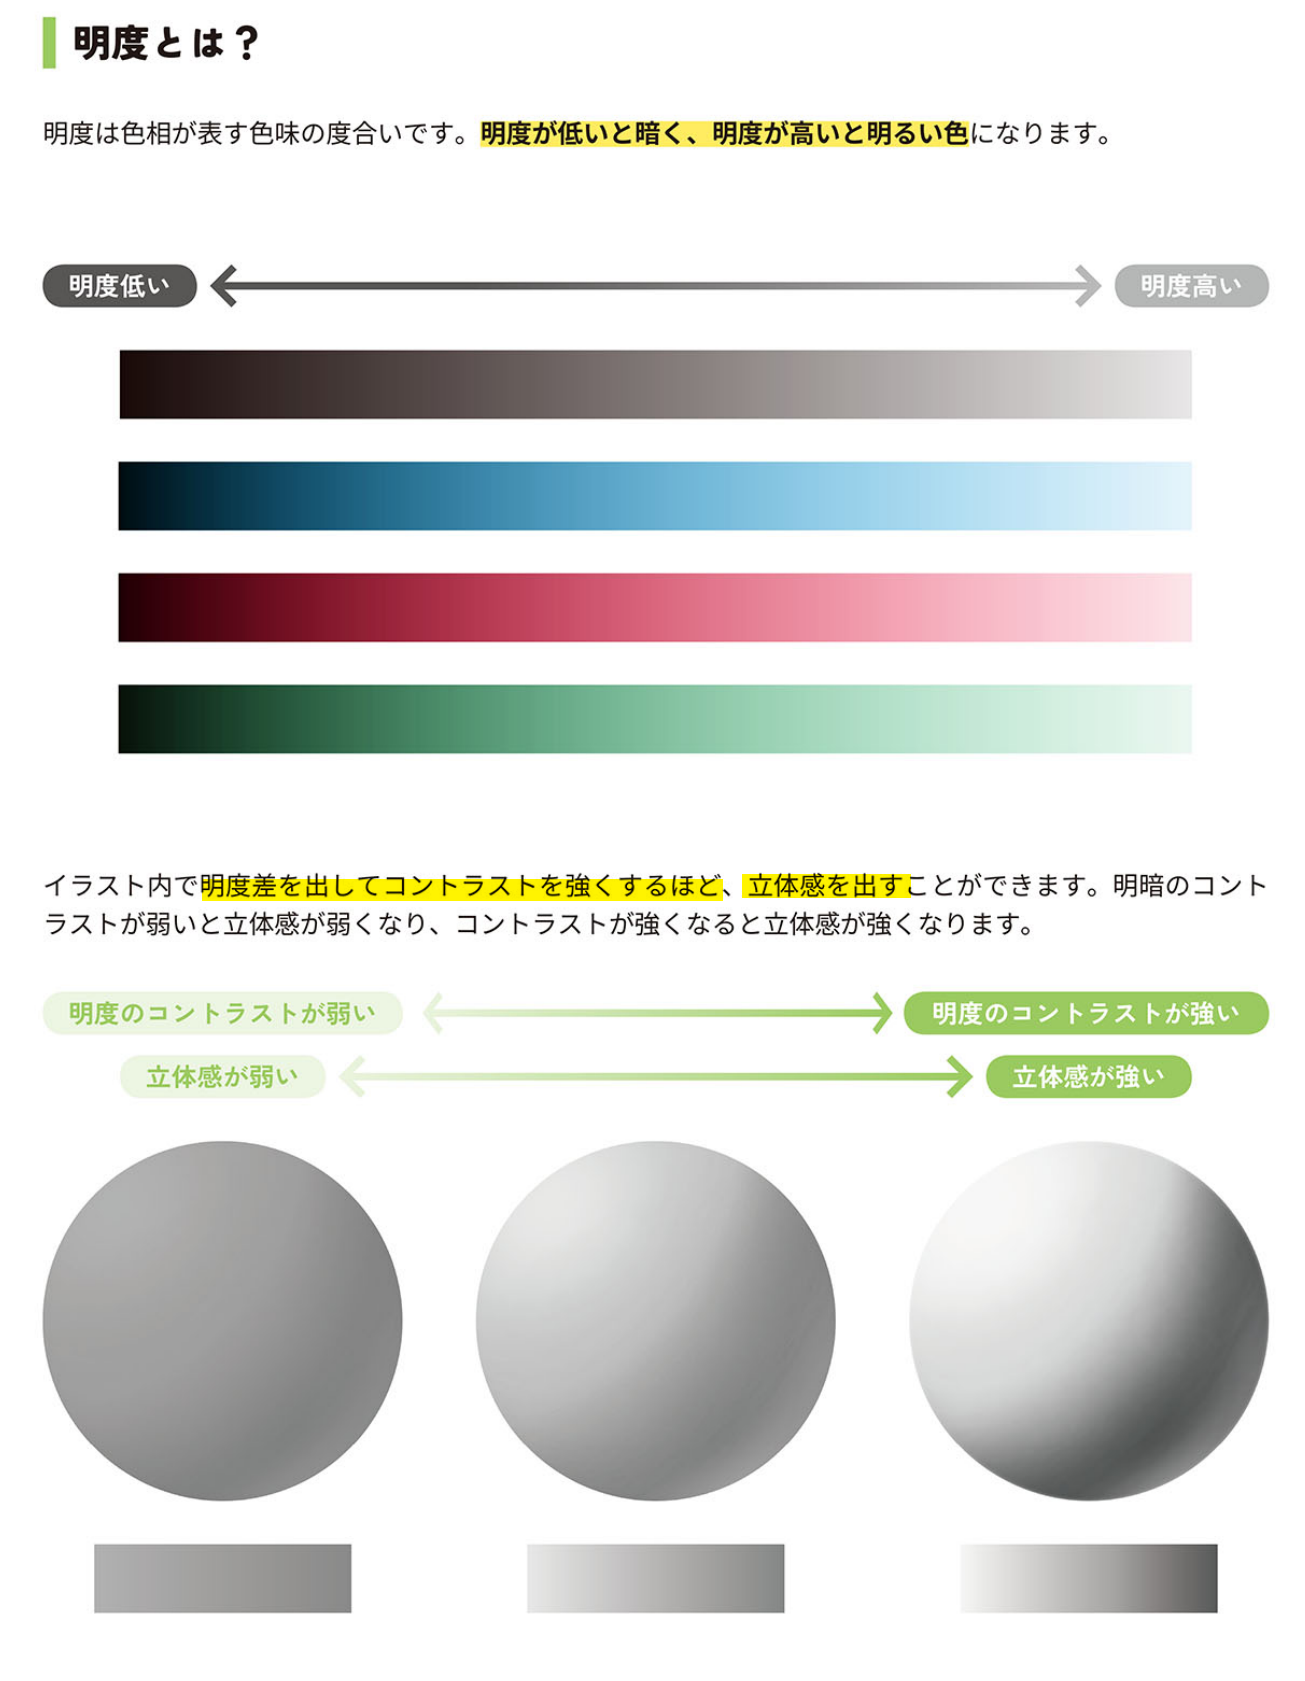 明度とは？
明度は色相が表す色味の度合いです。明度が低いと暗く、明度が高いと明るい色になります。
明度低い
明度高い
イラスト内で明度差を出してコントラストを強くするほど、立体感を出すことができます。明暗のコント
ラストが弱いと立体感が弱くなり、コントラストが強くなると立体感が強くなります。
明度のコントラストが弱い
明度のコントラストが強い
立体感が弱い
立体感が強い